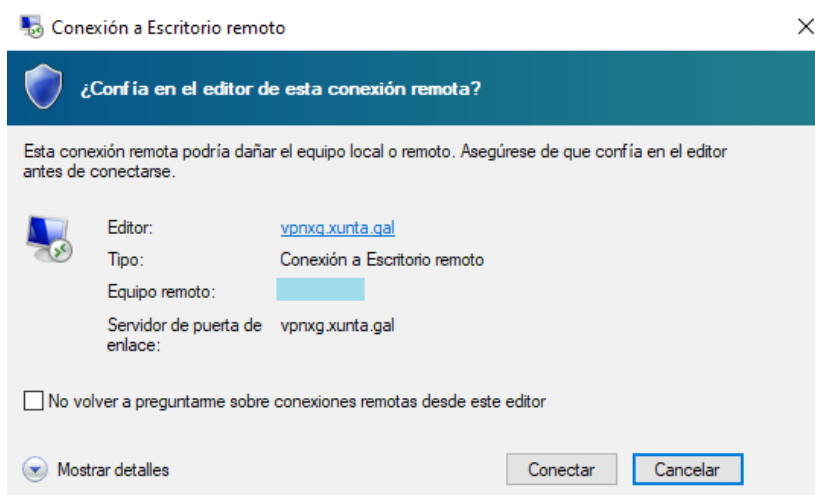 Conexión a Escritorio remoto
¿Confía en el editor de esta conexión remota?
Esta conexión remota podría dañar el equipo local o remoto. Asegúrese de que confía en el editor
antes de conectarse.
Editor: vpnxg.xunta.gal
Tipo: Conexión a Escritorio remoto
Equipo remoto:
Servidor de puerta de enlace: vpnxg.xunta.gal
No volver a preguntarme sobre conexiones remotas desde este editor
Mostrar detalles Conectar Cancelar